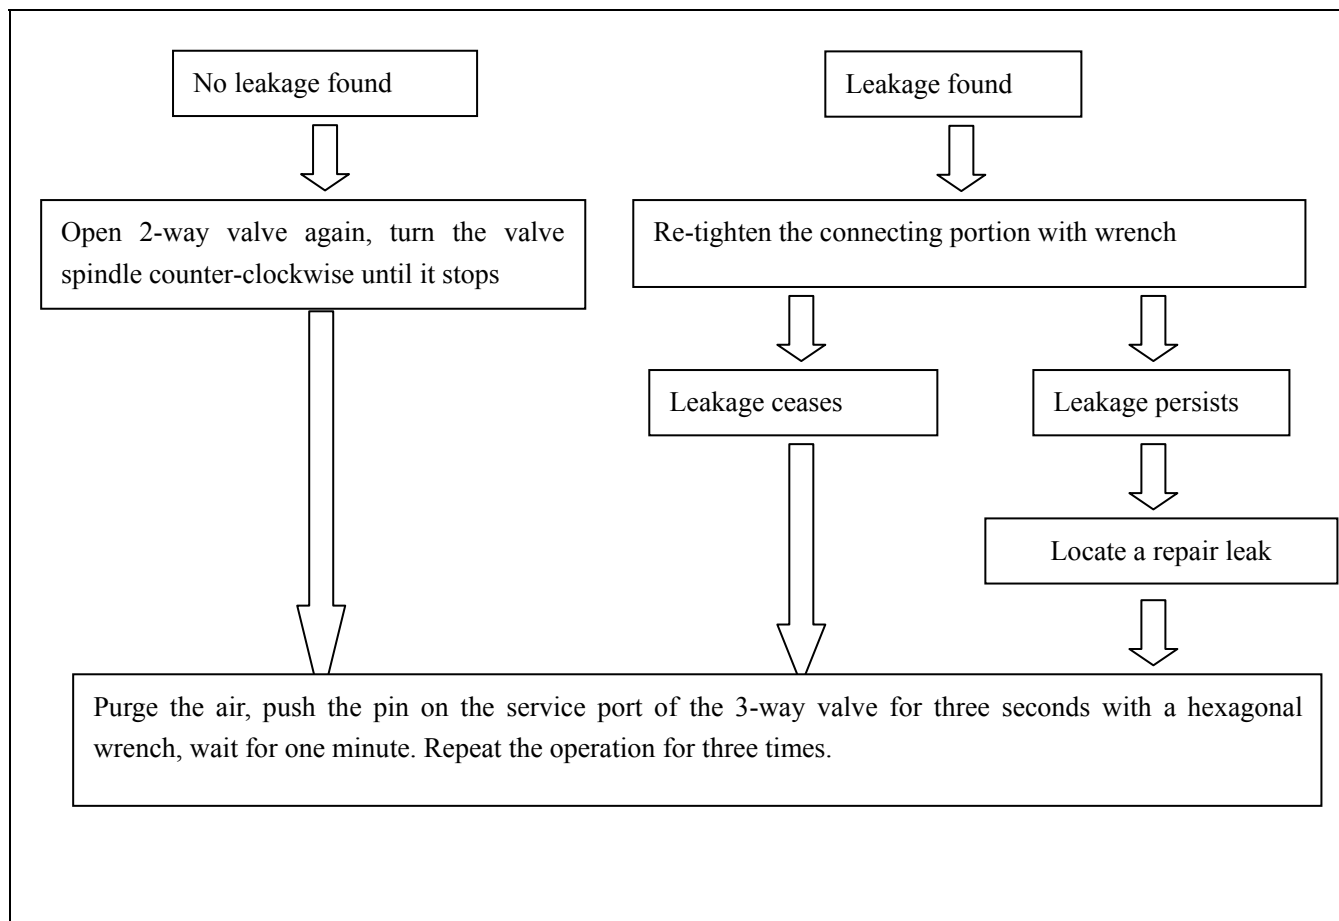 No leakage found
Leakage found
Open 2-way valve again, turn the valve
spindle counter-clockwise until it stops
Re-tighten the connecting portion with wrench
Leakage ceases
Leakage persists
Locate a repair leak
Purge the air, push the pin on the service port of the 3-way valve for three seconds with a hexagonal
wrench, wait for one minute. Repeat the operation for three times.